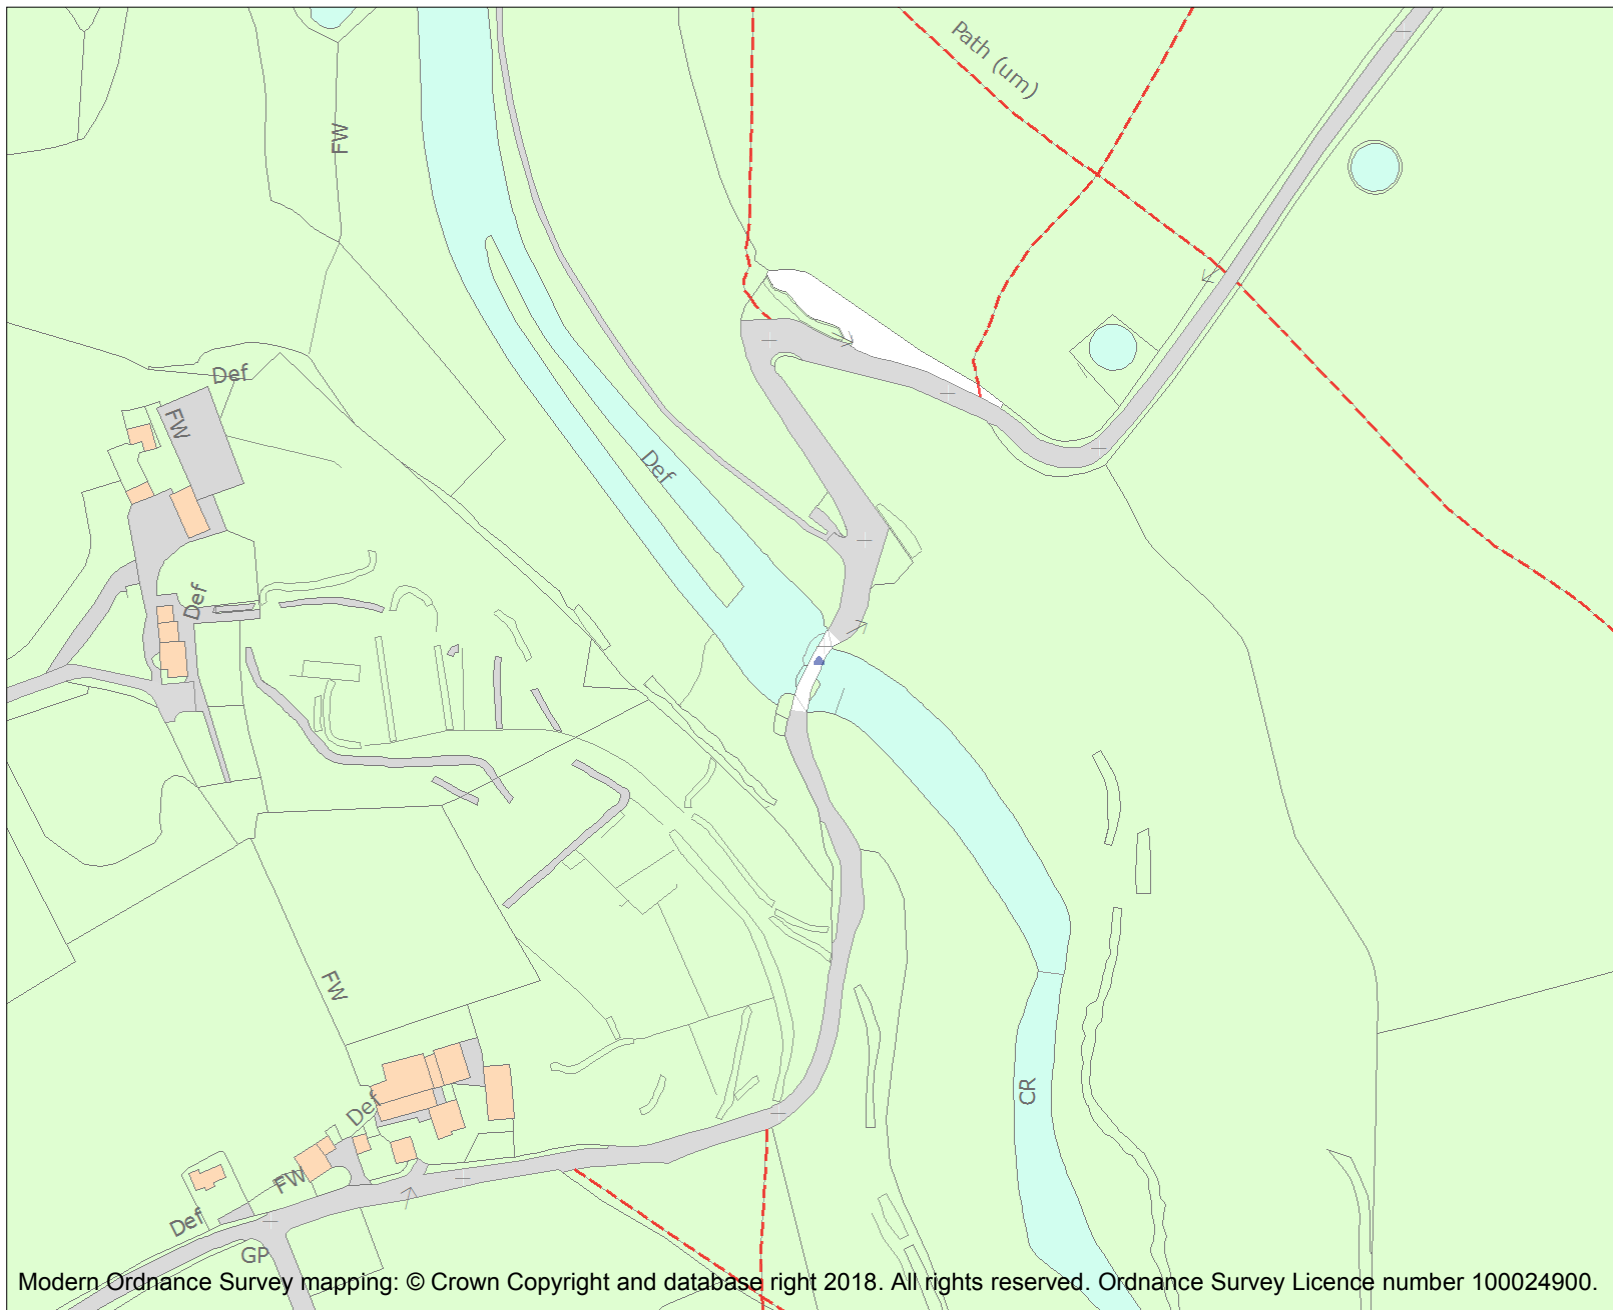 Path (um)
FW
Def
FW
Def
Def
FW
CR
Def
FW
Def
GP
Modern Ordnance Survey mapping: © Crown Copyright and database right 2018. All rights reserved. Ordnance Survey Licence number 100024900.